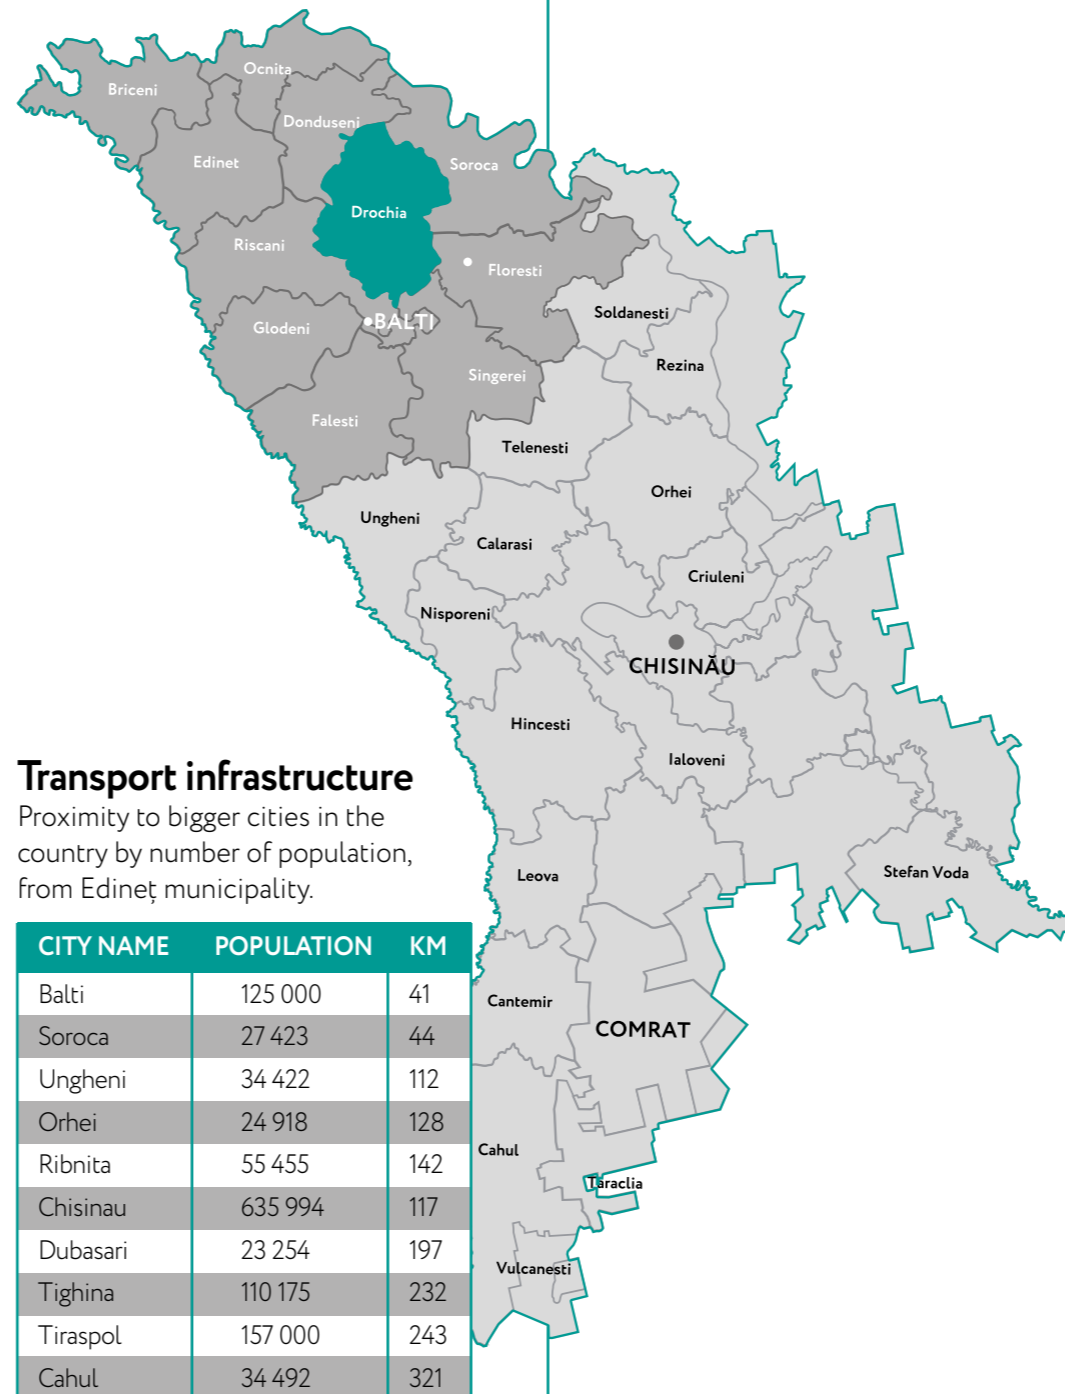 Ocnita
Briceni
Donduseni
Edinet
Soroca
Drochia
Riscani
Floresti
Soldanesti
Glodeni
BALTI
Rezina
Singerei
Falesti
Telenesti
Orhei
Ungheni
Calarasi
Criuleni
Nisporeni
CHISINĂU
Hincesti
Ialoveni
Transport infrastructure
Proximity to bigger cities in the
country by number of population,
from Edineț municipality.
Leova
Stefan Voda
Cantemir
COMRAT
Cahul
Taraclia
Vulcanesti
CITY NAME POPULATION KM
Balti 125 000 41
Soroca 27 423 44
Ungheni 34 422 112
Orhei 24 918 128
Ribnita 55 455 142
Chisinau 635 994 117
Dubasari 23 254 197
Tighina 110 175 232
Tiraspol 157 000 243
Cahul 34 492 321